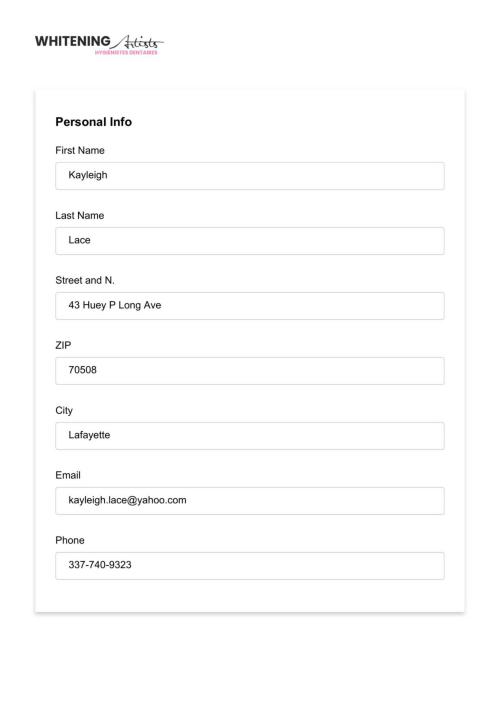 WHITENING Artists
HYGIÉNISTES DENTAIRES
Personal Info
First Name
Kayleigh
Last Name
Lace
Street and N.
43 Huey P Long Ave
ZIP
70508
City
Lafayette
Email
kayleigh.lace@yahoo.com
Phone
337-740-9323